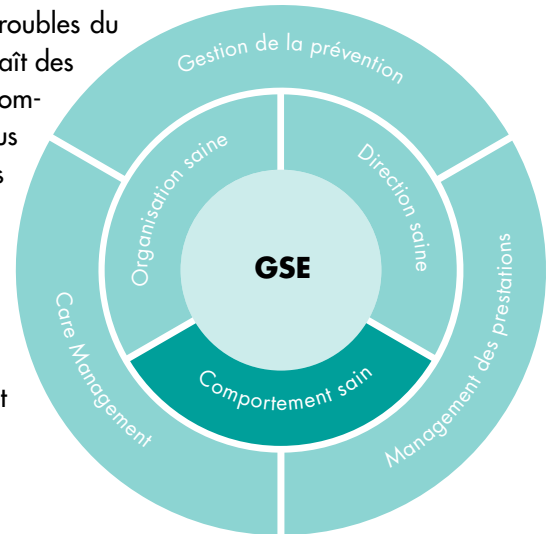 roubles du
aît des
om-
us
s
t
Gestion de la prévention
Organisation saine
Direction saine
GSE
Comportement sain
Care Management
Management des prestations